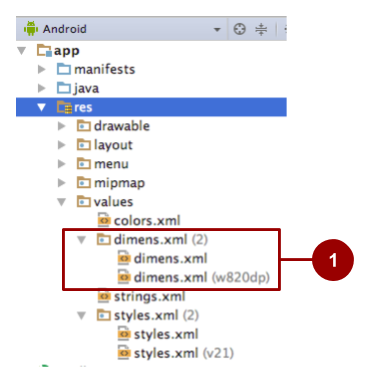 Android
app
manifests
java
res
drawable
layout
menu
mipmap
values
colors.xml
dimens.xml (2)
dimens.xml
dimens.xml (w820dp)
1
strings.xml
styles.xml (2)
styles.xml
styles.xml (v21)